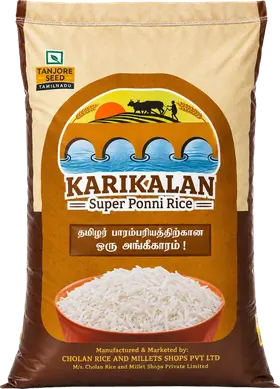 TANJORE
SEED
TAMILNADU
KARIKALAN
Super Ponni Rice
தமிழர் பாரம்பரியத்திற்கான
ஒரு அங்கீகாரம் !
Manufactured & Marketed by:
CHOLAN RICE AND MILLETS SHOPS PVT LTD
M/s. Cholan Rice and Millet Shops Private Limited